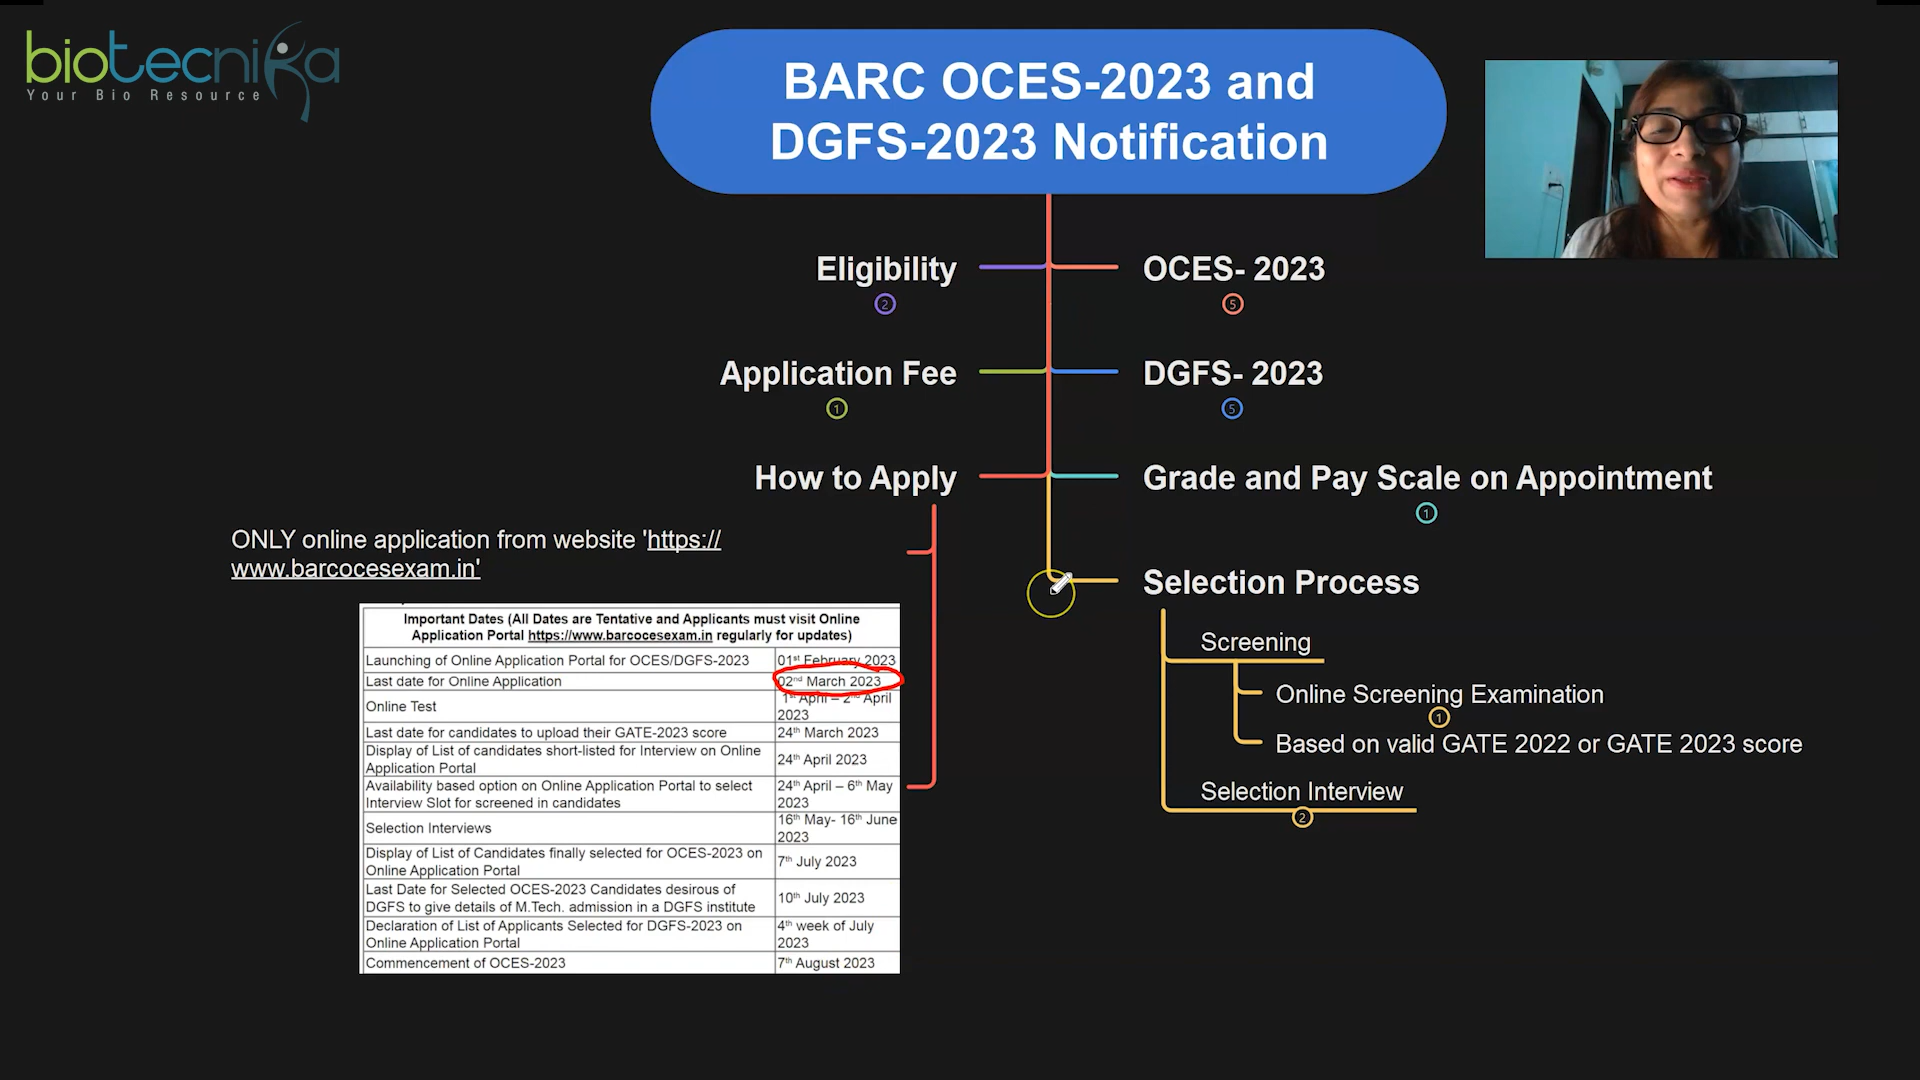 biotecnika
Your Bio Resource
BARC OCES-2023 and
DGFS-2023 Notification
Eligibility
2
OCES- 2023
5
Application Fee
1
DGFS- 2023
5
How to Apply
Grade and Pay Scale on Appointment
1
ONLY online application from website 'https://
www.barcocesexam.in'
Important Dates (All Dates are Tentative and Applicants must visit Online
Application Portal https://www.barcocesexam.in regularly for updates)
Launching of Online Application Portal for OCES/DGFS-2023 01st February 2023
Last date for Online Application 02nd March 2023
Online Test 1st April – 2nd April
2023
Last date for candidates to upload their GATE-2023 score 24th March 2023
Display of List of candidates short-listed for Interview on Online
Application Portal 24th April 2023
Availability based option on Online Application Portal to select 24th April – 6th May
Interview Slot for screened in candidates 2023
Selection Interviews 16th May- 16th June
2023
Display of List of Candidates finally selected for OCES-2023 on
Online Application Portal 7th July 2023
Last Date for Selected OCES-2023 Candidates desirous of
DGFS to give details of M.Tech. admission in a DGFS institute 10th July 2023
Declaration of List of Applicants Selected for DGFS-2023 on 4th week of July
Online Application Portal 2023
Commencement of OCES-2023 7th August 2023
Selection Process
Screening
Online Screening Examination
1
Based on valid GATE 2022 or GATE 2023 score
Selection Interview
2